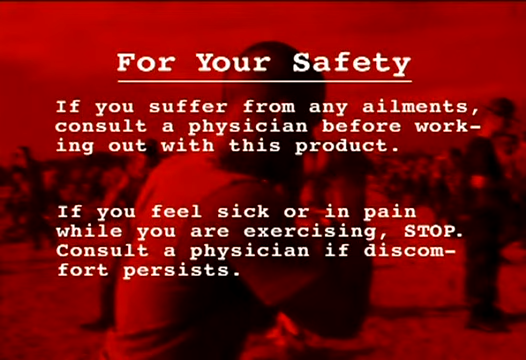 For Your Safety
If you suffer from any ailments,
consult a physician before work-
ing out with this product.
If you feel sick or in pain
while you are exercising, STOP.
Consult a physician if discom-
fort persists.